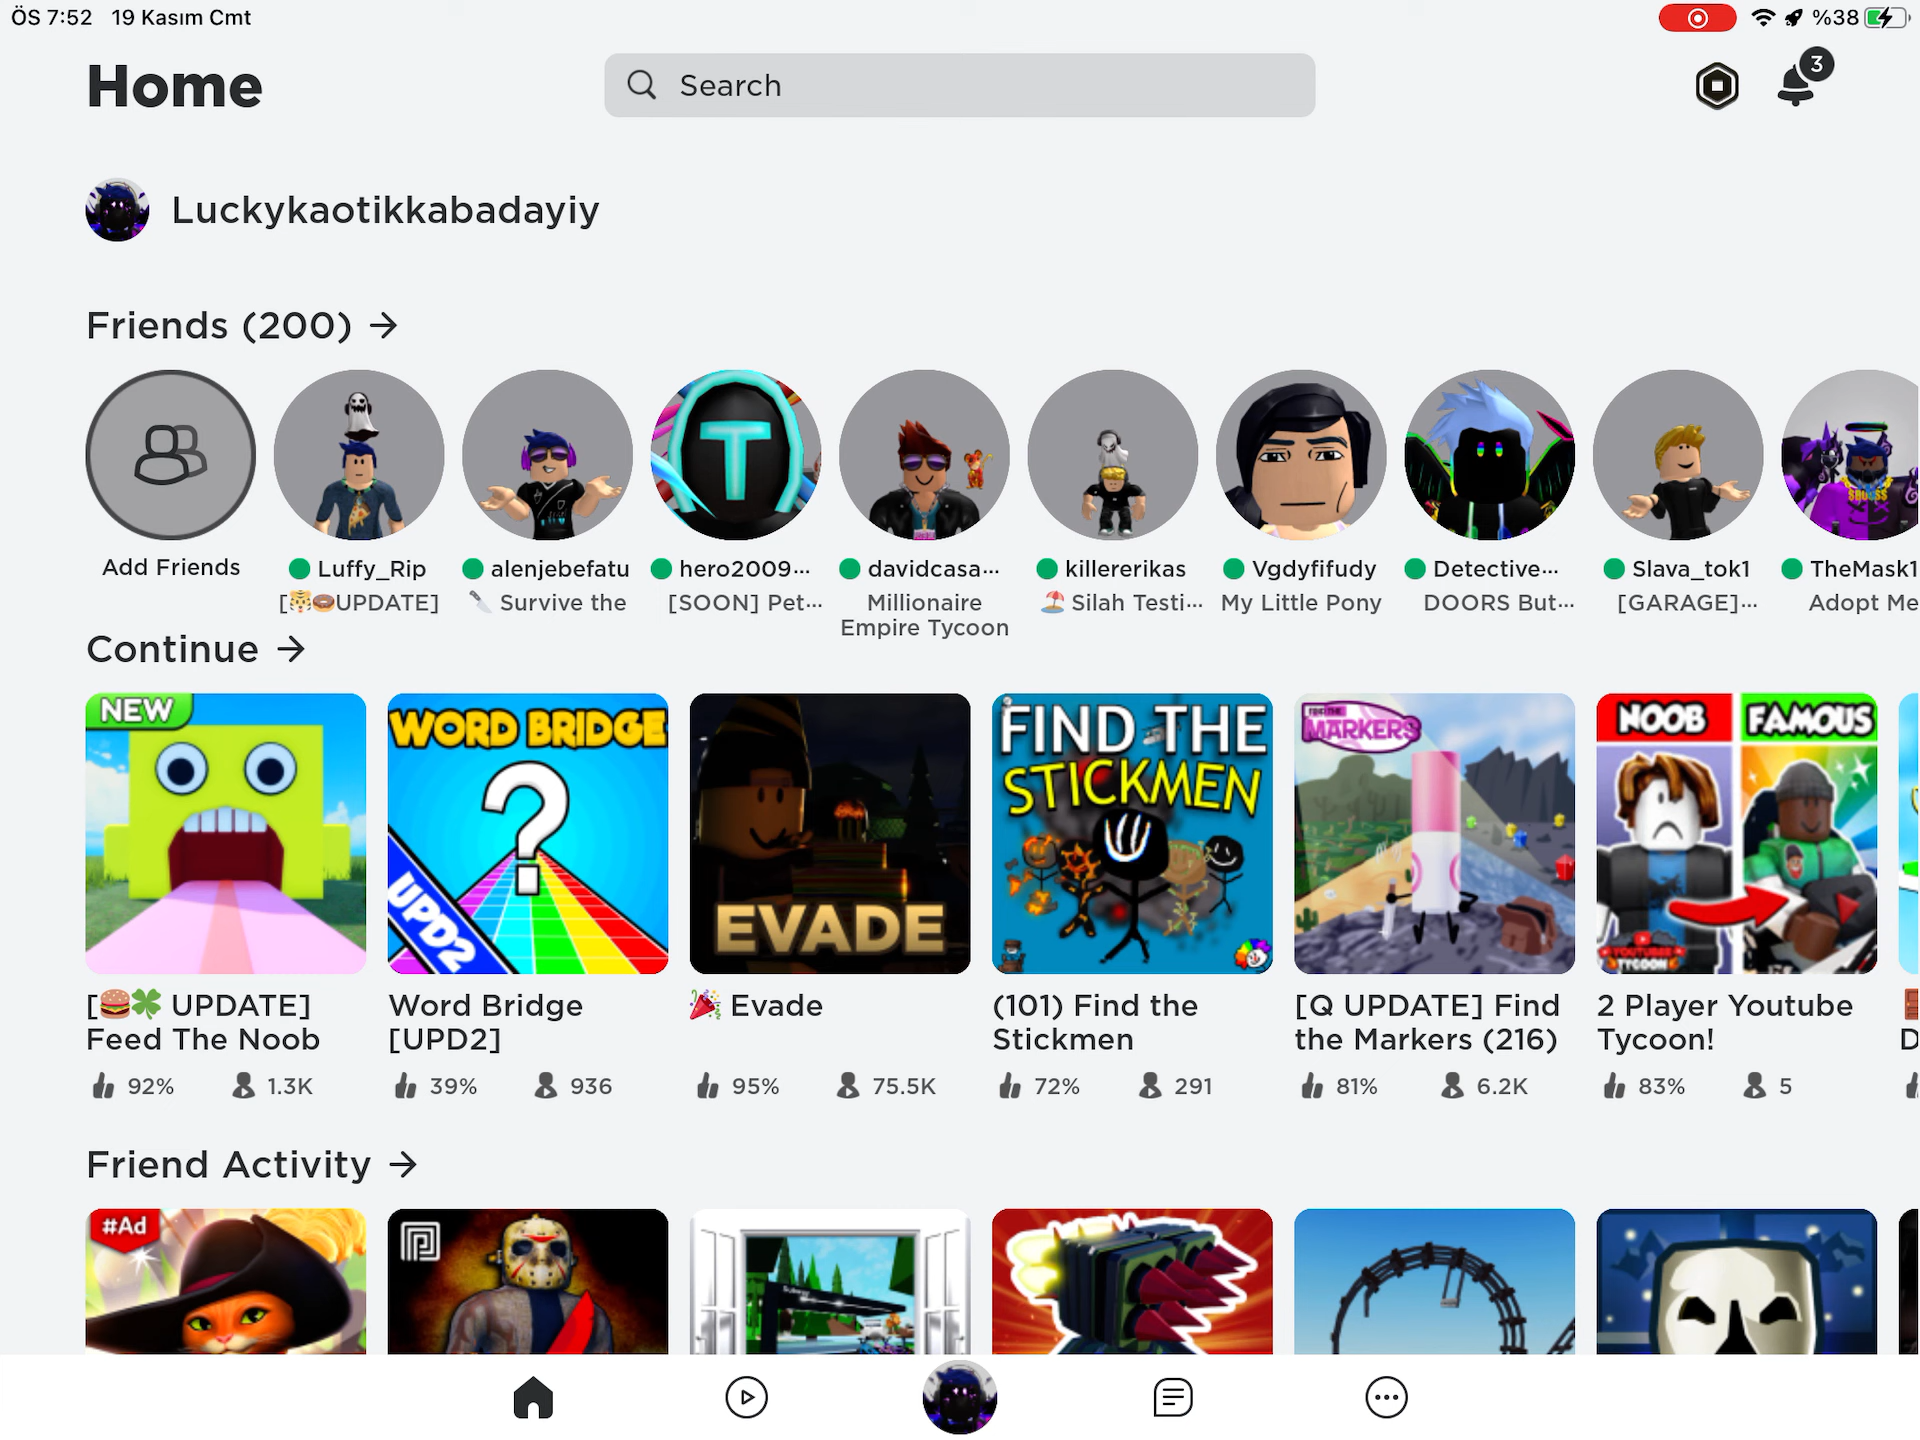 ÖS 7:52 19 Kasım Cmt %38
Home Search 3
Luckykaotikkabadayiy
Friends (200) →
Add Friends Luffy_Rip alenjebefatu hero2009... davidcasa... killererikas Vgdyfifudy Detective... Slava_tok1 TheMask1
[🐯🍩UPDATE] 🔪 Survive the [SOON] Pet... Millionaire 🏖️ Silah Testi... My Little Pony DOORS But... [GARAGE]... Adopt Me
Empire Tycoon
Continue →
NEW
WORD BRIDGE
?
UPD2
EVADE
FIND THE
STICKMEN
FIND THE
MARKERS
NOOB FAMOUS
YOUTUBER
TYCOON
[🍔🍀 UPDATE] Word Bridge 🎉 Evade (101) Find the [Q UPDATE] Find 2 Player Youtube
Feed The Noob [UPD2] Stickmen the Markers (216) Tycoon! D
92% 1.3K 39% 936 95% 75.5K 72% 291 81% 6.2K 83% 5
Friend Activity →
#Ad